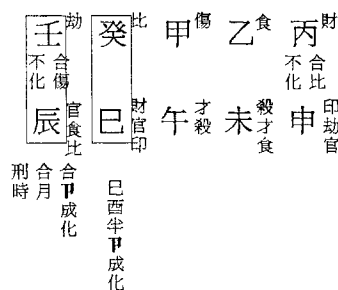 財
丙
合比
不化
印劫官
申
食
乙
殺才食
未
傷
甲
才殺
午
比
癸
財官印
巳
巳酉半成化
劫
壬
合傷
不化
官食比
辰
合成化
合月
刑時